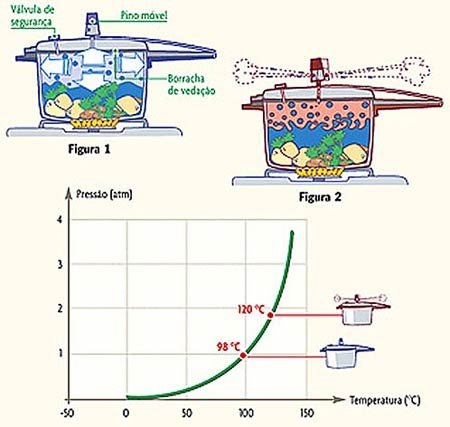 Válvula de
segurança
Pino móvel
Borracha
de vedação
Figura 1
Figura 2
Pressão (atm)
4
3
2
1
120 °C
98 °C
-50
0
50
100
150
Temperatura (°C)